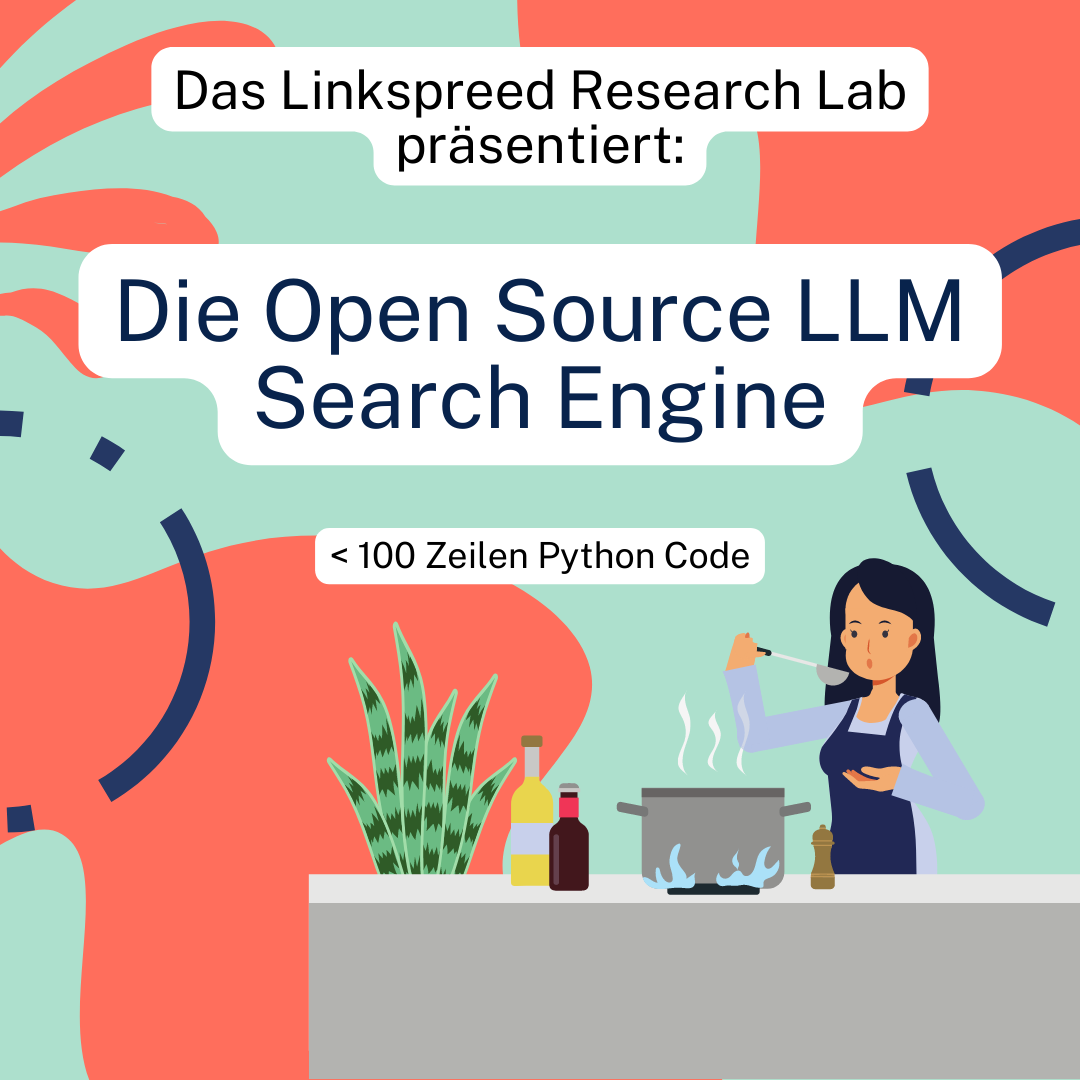 Das Linkspreed Research Lab
präsentiert:
Die Open Source LLM
Search Engine
< 100 Zeilen Python Code